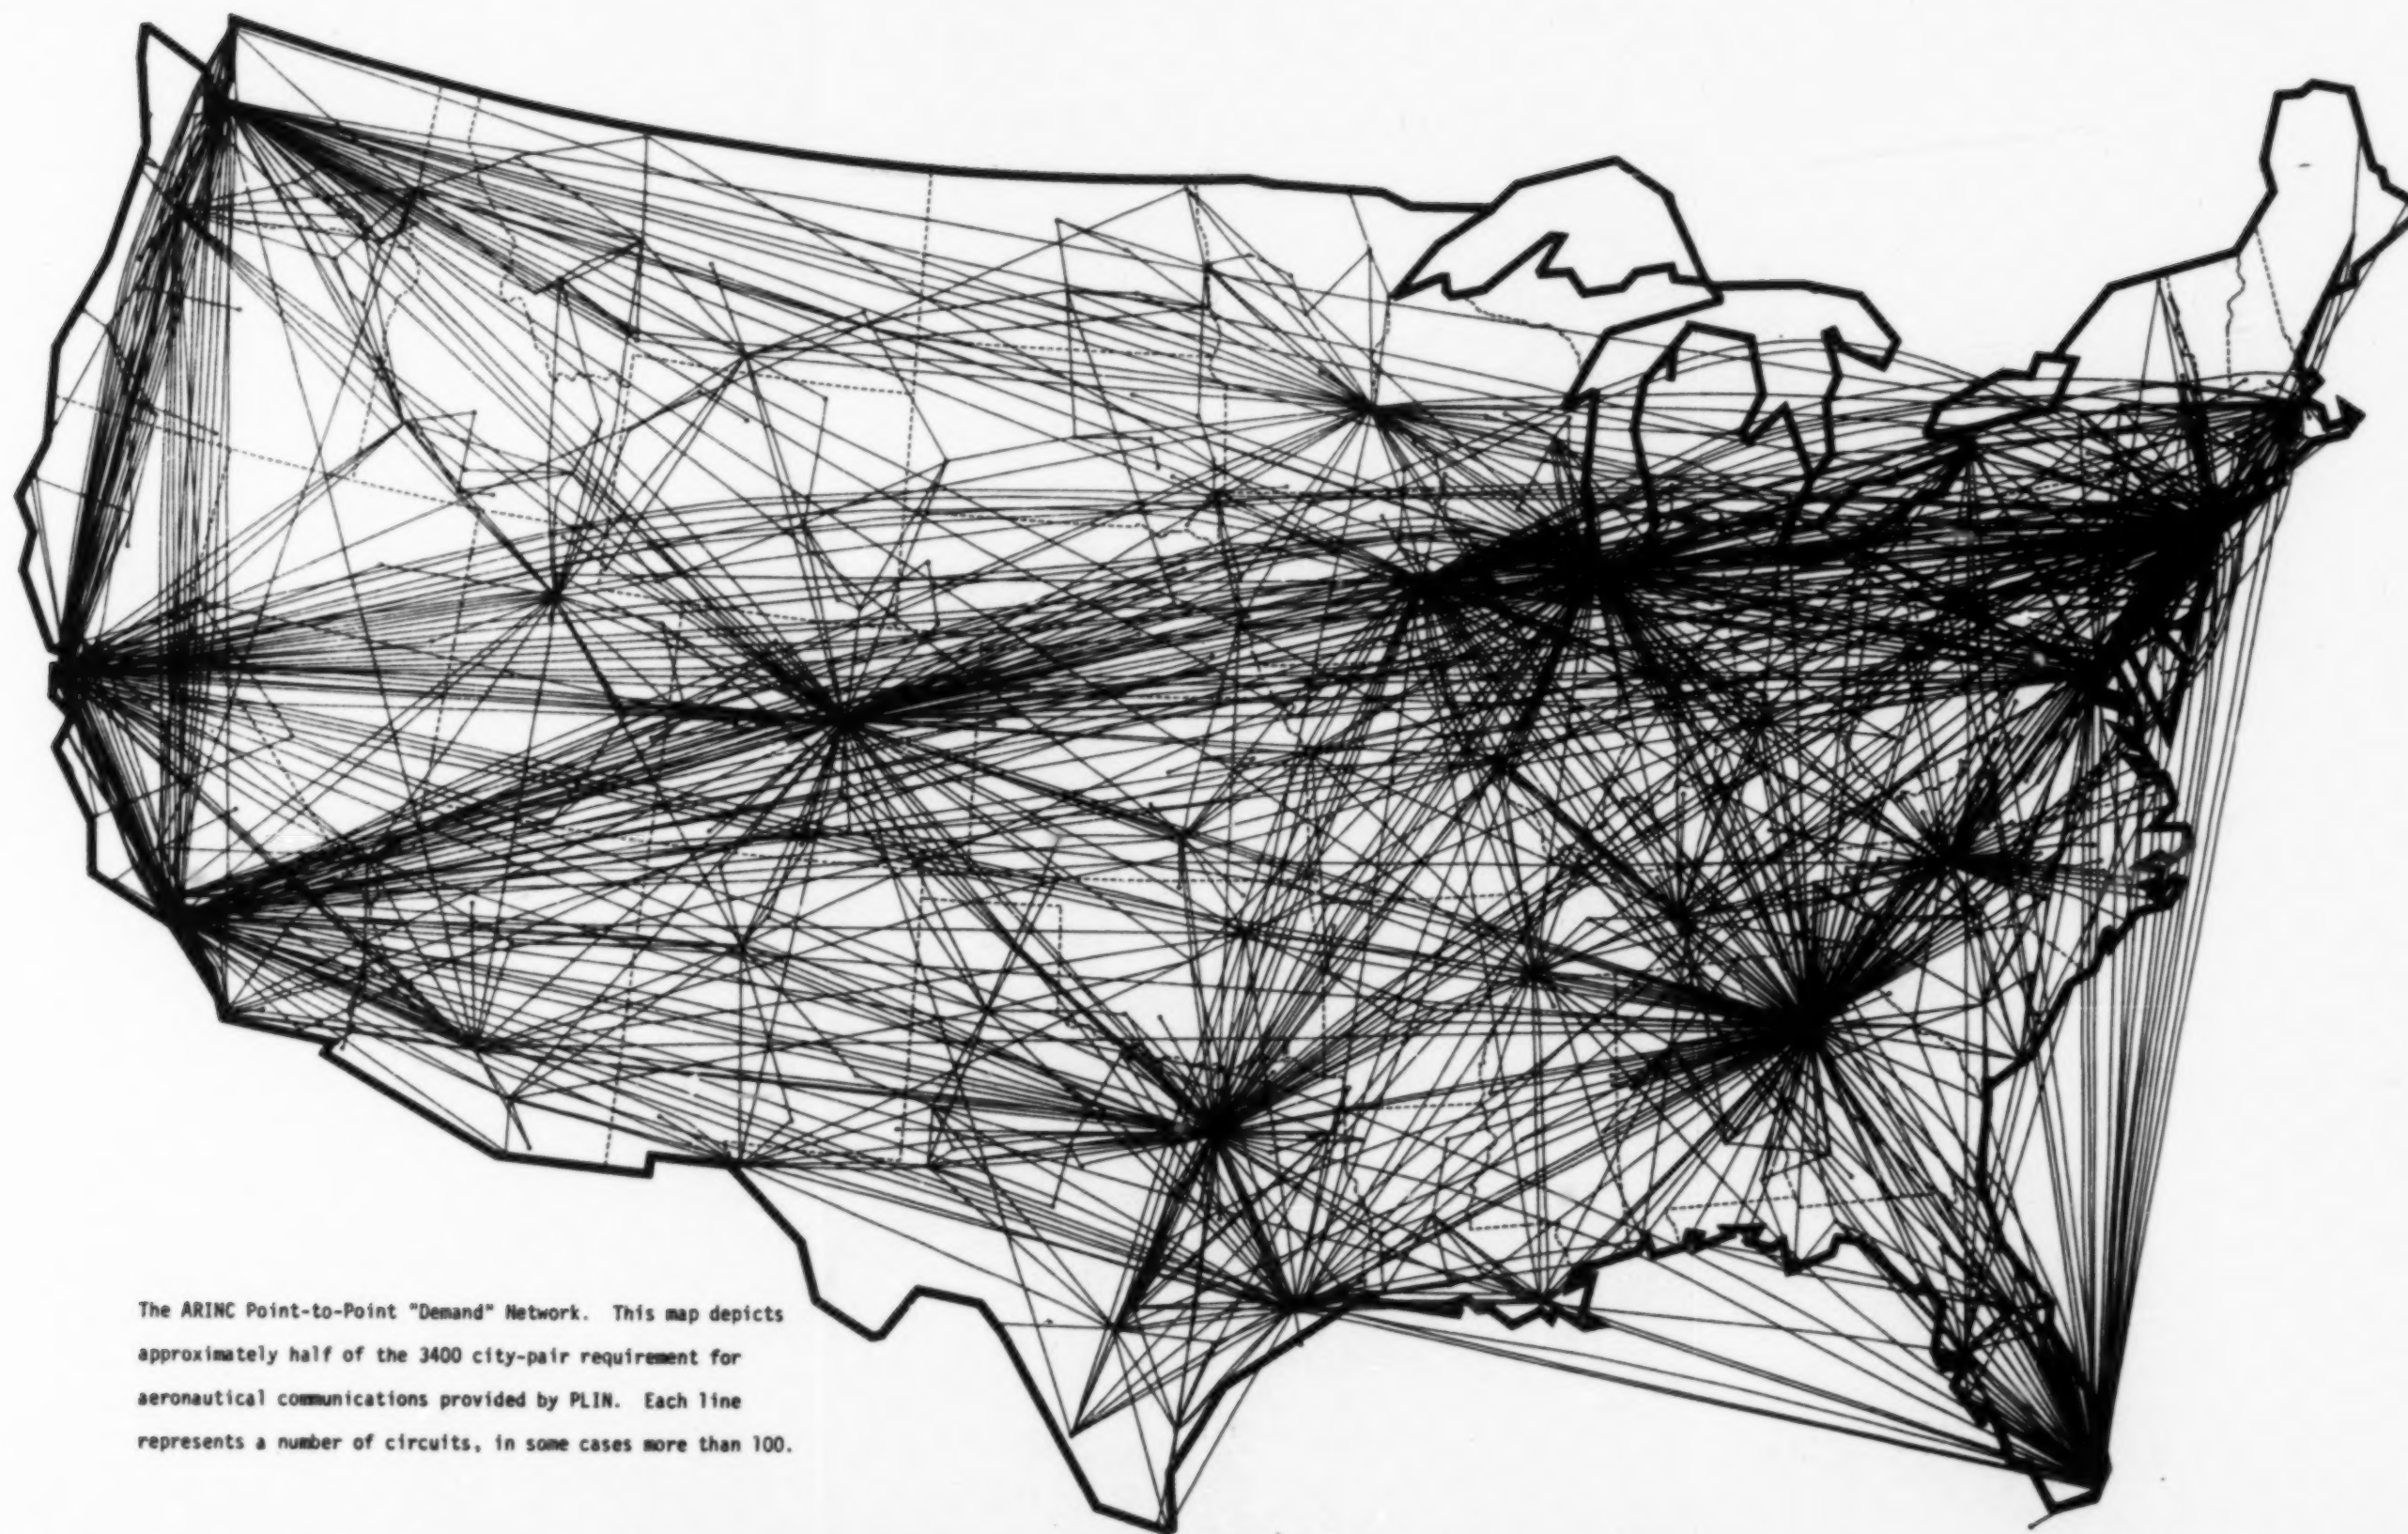 The ARINC Point-to-Point "Demand" Network. This map depicts
approximately half of the 3400 city-pair requirement for
aeronautical communications provided by PLIN. Each line
represents a number of circuits, in some cases more than 100.